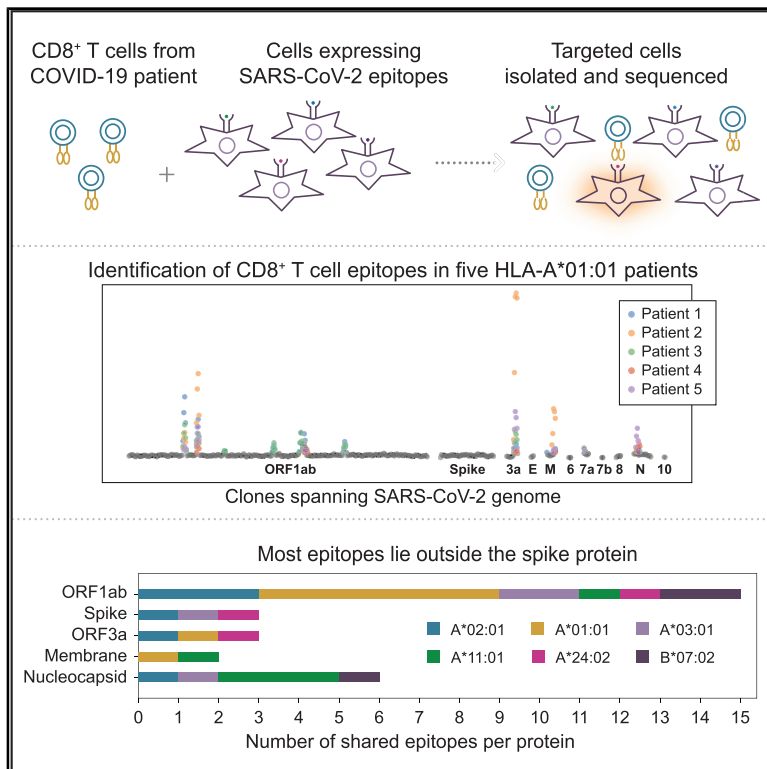 CD8+ T cells from
COVID-19 patient
Cells expressing
SARS-CoV-2 epitopes
Targeted cells
isolated and sequenced
+
Identification of CD8+ T cell epitopes in five HLA-A*01:01 patients
Patient 1
Patient 2
Patient 3
Patient 4
Patient 5
ORF1ab Spike 3a E M 6 7a 7b 8 N 10
Clones spanning SARS-CoV-2 genome
Most epitopes lie outside the spike protein
ORF1ab
Spike
ORF3a
Membrane
Nucleocapsid
A*02:01 A*01:01 A*03:01
A*11:01 A*24:02 B*07:02
0 1 2 3 4 5 6 7 8 9 10 11 12 13 14 15
Number of shared epitopes per protein